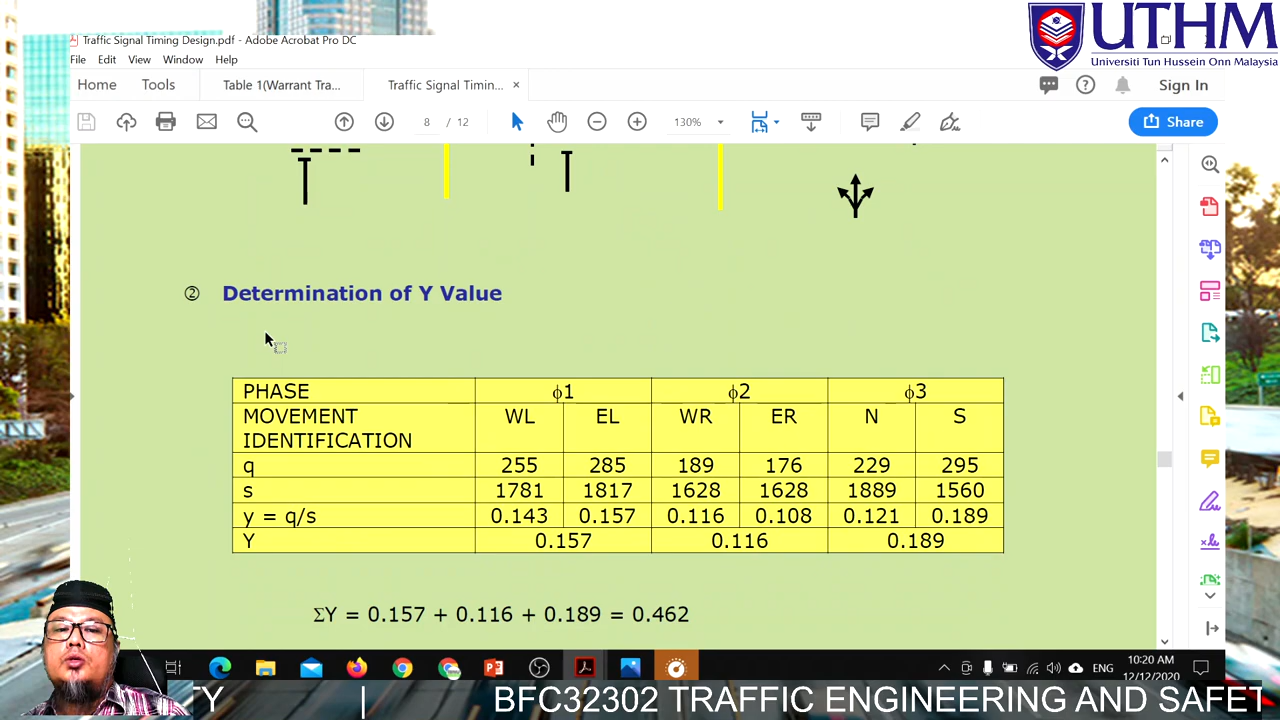 UTHM
Universiti Tun Hussein Onn Malaysia
Traffic Signal Timing Design.pdf - Adobe Acrobat Pro DC
File Edit View Window Help
Home Tools Table 1(Warrant Tra... Traffic Signal Timin... × Sign In
8 / 12 130% Share
② Determination of Y Value
PHASE ϕ1 ϕ2 ϕ3
MOVEMENT WL EL WR ER N S
IDENTIFICATION
q 255 285 189 176 229 295
s 1781 1817 1628 1628 1889 1560
y = q/s 0.143 0.157 0.116 0.108 0.121 0.189
Y 0.157 0.116 0.189
ΣY = 0.157 + 0.116 + 0.189 = 0.462
ENG 10:20 AM
12/12/2020
TY | BFC32302 TRAFFIC ENGINEERING AND SAFET